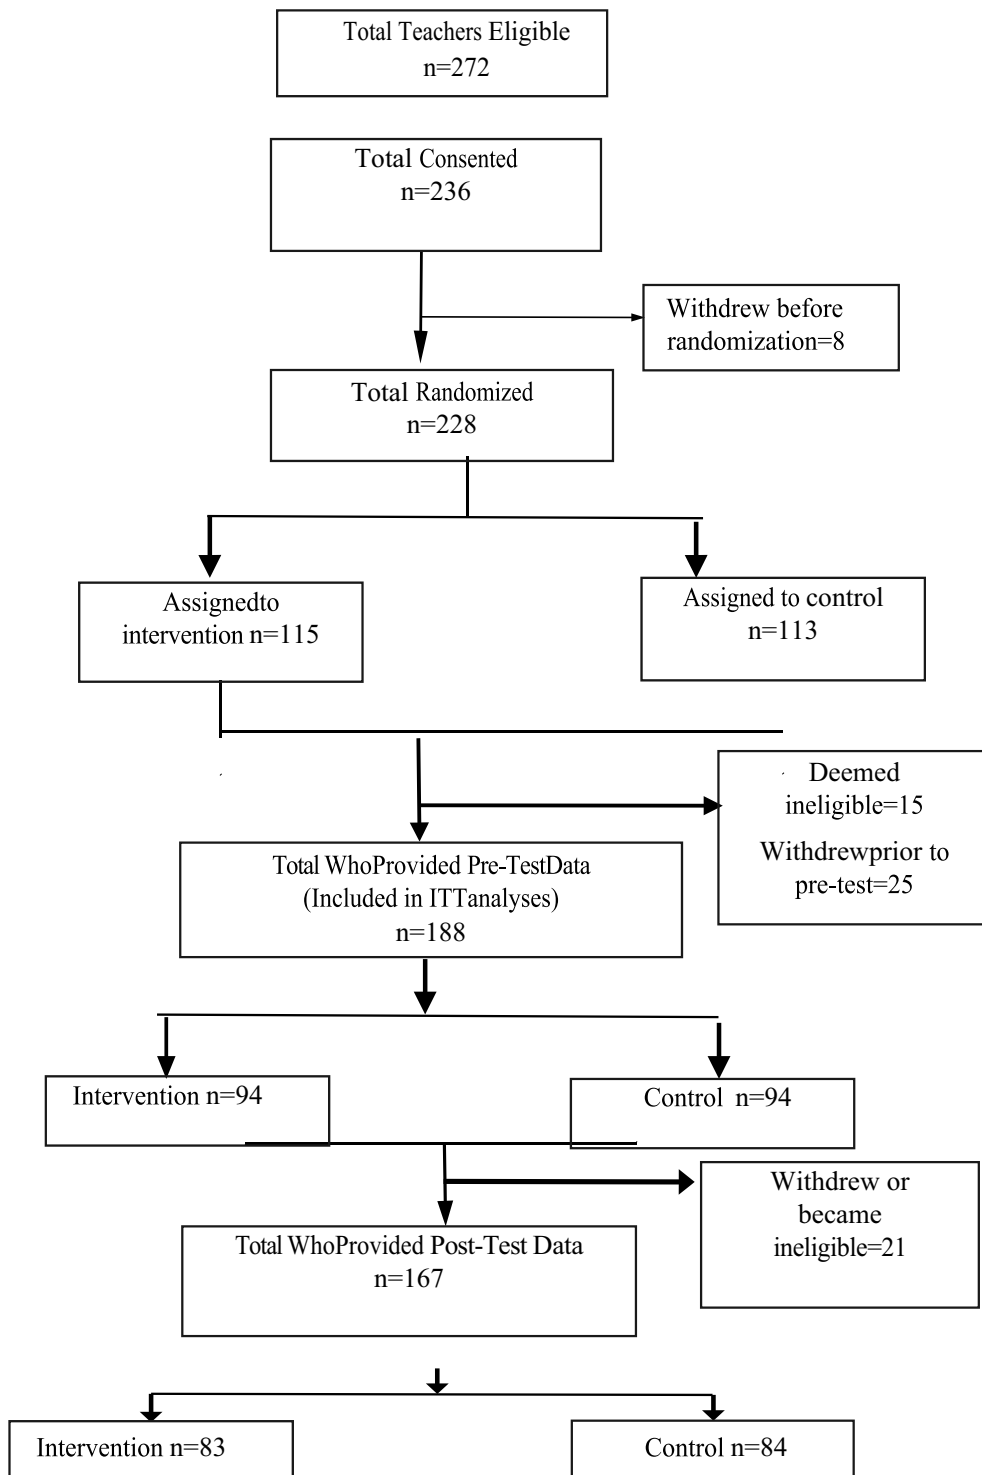 Total Teachers Eligible
n=272
Total Consented
n=236
Withdrew before
randomization=8
Total Randomized
n=228
Assignedto
intervention n=115
Assigned to control
n=113
Deemed
ineligible=15
Withdrewprior to
pre-test=25
Total WhoProvided Pre-TestData
(Included in ITTanalyses)
n=188
Intervention n=94
Control n=94
Withdrew or
became
ineligible=21
Total WhoProvided Post-Test Data
n=167
Intervention n=83
Control n=84